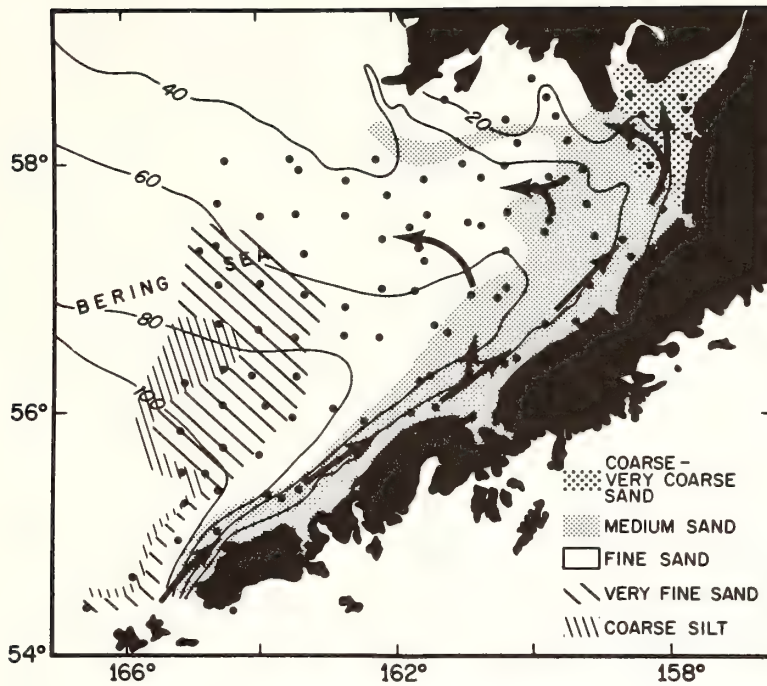 40
20
58°
60
SEA
BERING
80
100
56°
COARSE -
VERY COARSE
SAND
MEDIUM SAND
FINE SAND
VERY FINE SAND
COARSE SILT
54°
166°
162°
158°